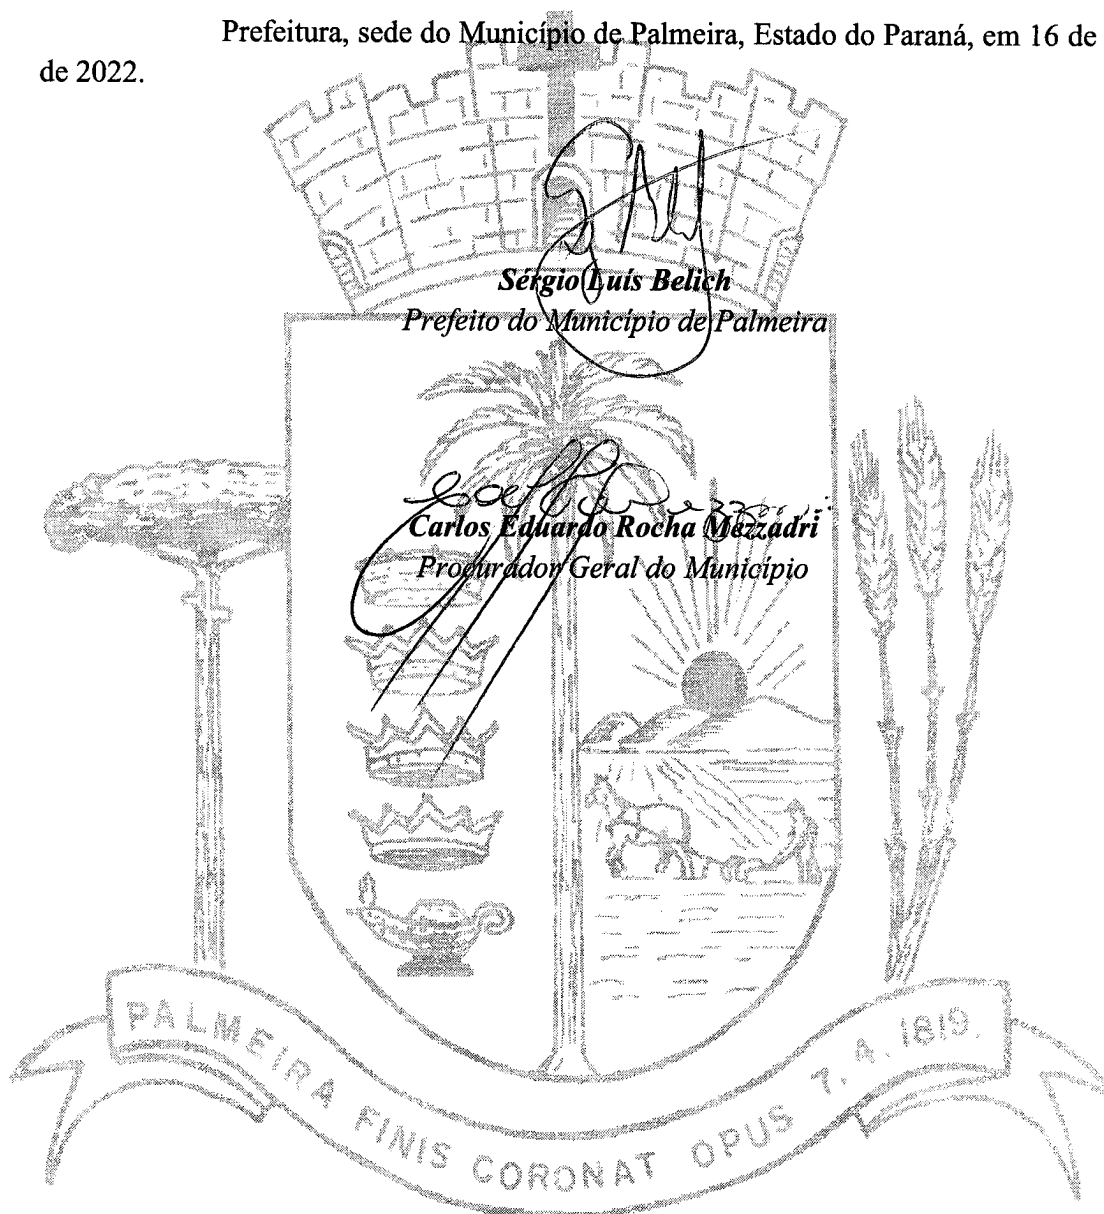 Prefeitura, sede do Município de Palmeira, Estado do Paraná, em 16 de
de 2022.
Sérgio Luís Belich
Prefeito do Município de Palmeira
Carlos Eduardo Rocha Mezzadri
Procurador Geral do Município
PALMEIRA FINIS CORONAT OPUS 7.4.1819.